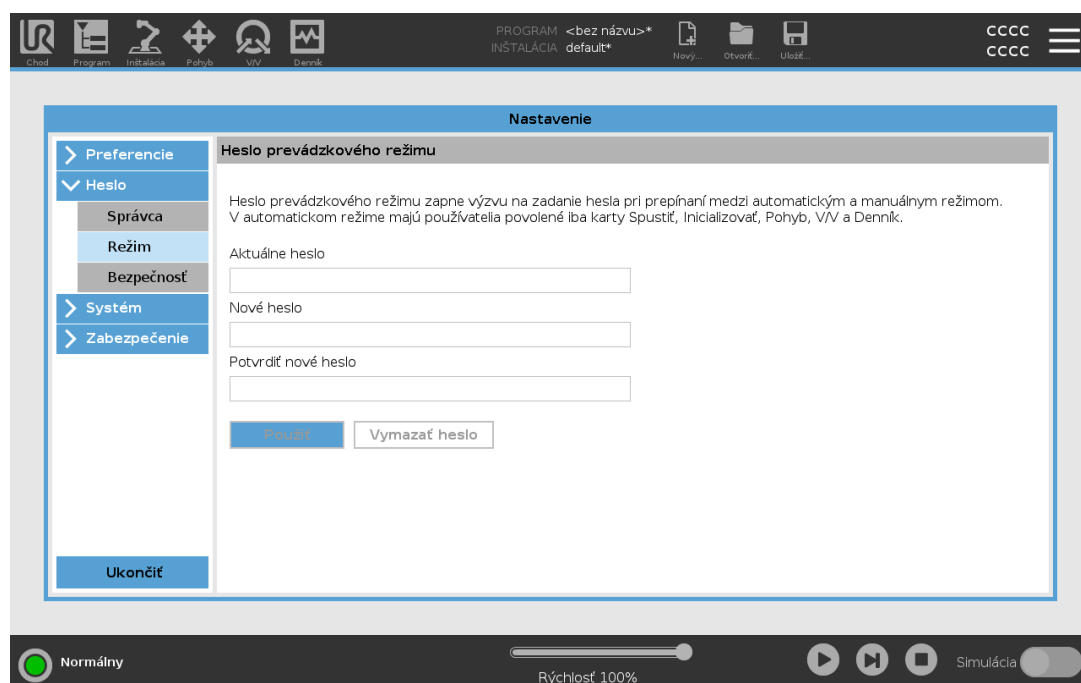 PROGRAM <bez názvu>*
INŠTALÁCIA default*
Chod Program Inštalácia Pohyb V/V Denník
Nový... Otvoriť... Uložiť...
cccc
cccc
Nastavenie
Preferencie
Heslo
Správca
Režim
Bezpečnosť
Systém
Zabezpečenie
Ukončiť
Heslo prevádzkového režimu
Heslo prevádzkového režimu zapne výzvu na zadanie hesla pri prepínaní medzi automatickým a manuálnym režimom.
V automatickom režime majú používatelia povolené iba karty Spustiť, Inicializovať, Pohyb, V/V a Denník.
Aktuálne heslo
Nové heslo
Potvrdiť nové heslo
Použiť Vymazať heslo
Normálny
Rýchlosť 100%
Simulácia